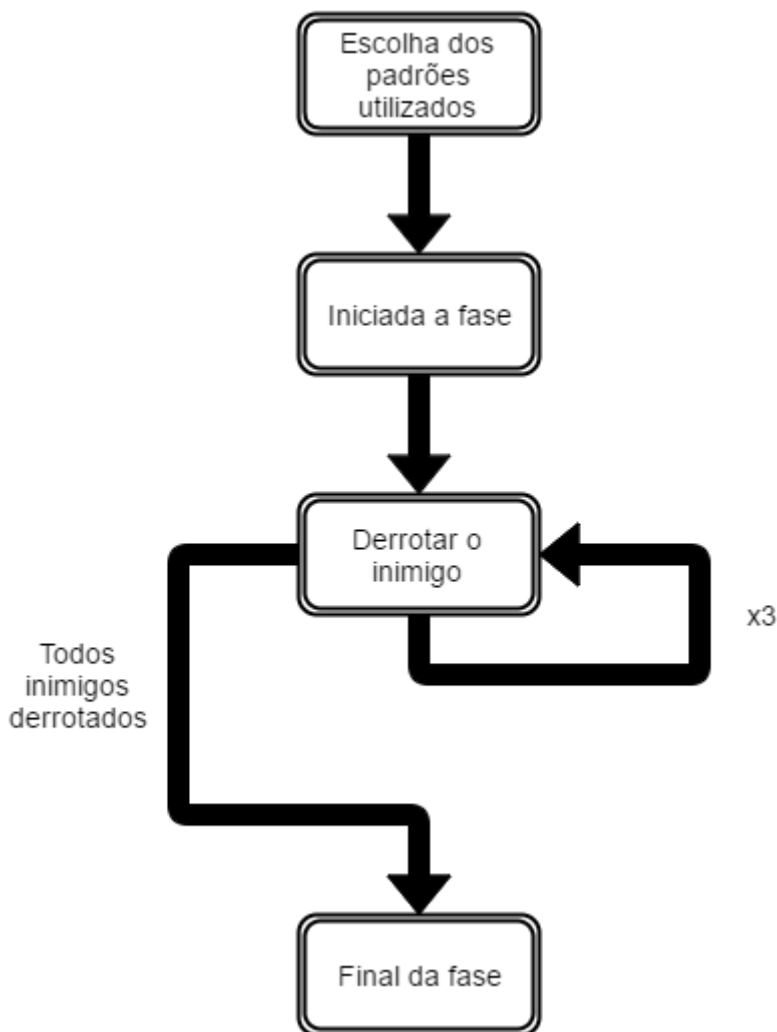 Escolha dos
padrões
utilizados
Iniciada a fase
Derrotar o
inimigo
x3
Todos
inimigos
derrotados
Final da fase